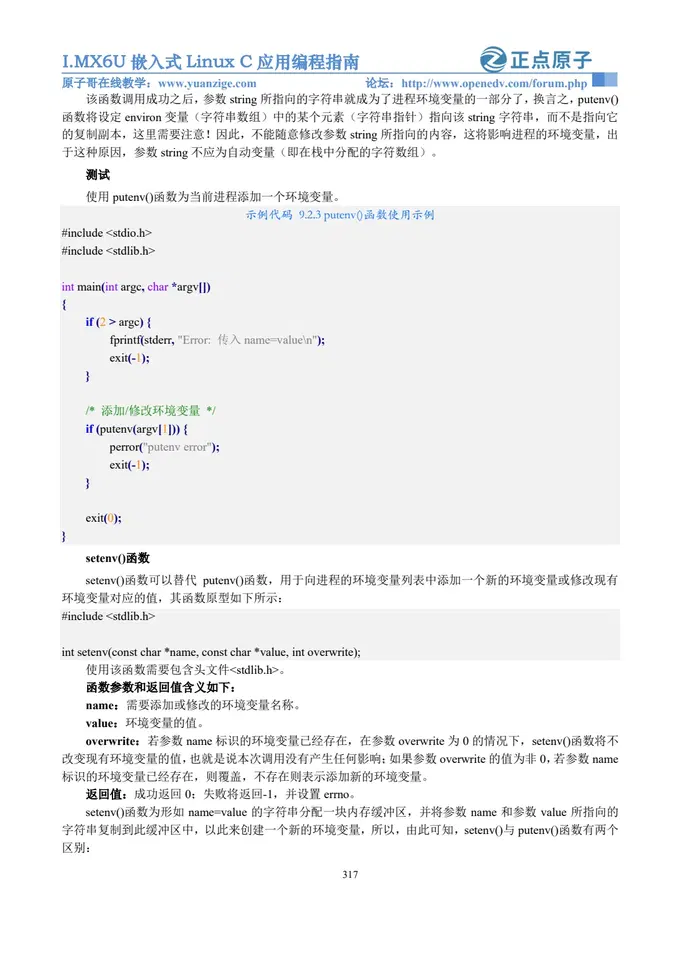 I.MX6U 嵌入式 Linux C 应用编程指南
正点原子
原子哥在线教学：www.yuanzige.com 论坛：http://www.openedv.com/forum.php
该函数调用成功之后，参数 string 所指向的字符串就成为了进程环境变量的一部分了，换言之，putenv()
函数将设定 environ 变量（字符串数组）中的某个元素（字符串指针）指向该 string 字符串，而不是指向它
的复制副本，这里需要注意！因此，不能随意修改参数 string 所指向的内容，这将影响进程的环境变量，出
于这种原因，参数 string 不应为自动变量（即在栈中分配的字符数组）。
测试
使用 putenv()函数为当前进程添加一个环境变量。
示例代码 9.2.3 putenv()函数使用示例
#include <stdio.h>
#include <stdlib.h>
int main(int argc, char *argv[])
{
if (2 > argc) {
fprintf(stderr, "Error: 传入 name=value\n");
exit(-1);
}
/* 添加/修改环境变量 */
if (putenv(argv[1])) {
perror("putenv error");
exit(-1);
}
exit(0);
}
setenv()函数
setenv()函数可以替代 putenv()函数，用于向进程的环境变量列表中添加一个新的环境变量或修改现有
环境变量对应的值，其函数原型如下所示：
#include <stdlib.h>
int setenv(const char *name, const char *value, int overwrite);
使用该函数需要包含头文件<stdlib.h>。
函数参数和返回值含义如下：
name：需要添加或修改的环境变量名称。
value：环境变量的值。
overwrite：若参数 name 标识的环境变量已经存在，在参数 overwrite 为 0 的情况下，setenv()函数将不
改变现有环境变量的值，也就是说本次调用没有产生任何影响；如果参数 overwrite 的值为非 0，若参数 name
标识的环境变量已经存在，则覆盖，不存在则表示添加新的环境变量。
返回值：成功返回 0；失败将返回-1，并设置 errno。
setenv()函数为形如 name=value 的字符串分配一块内存缓冲区，并将参数 name 和参数 value 所指向的
字符串复制到此缓冲区中，以此来创建一个新的环境变量，所以，由此可知，setenv()与 putenv()函数有两个
区别：
317